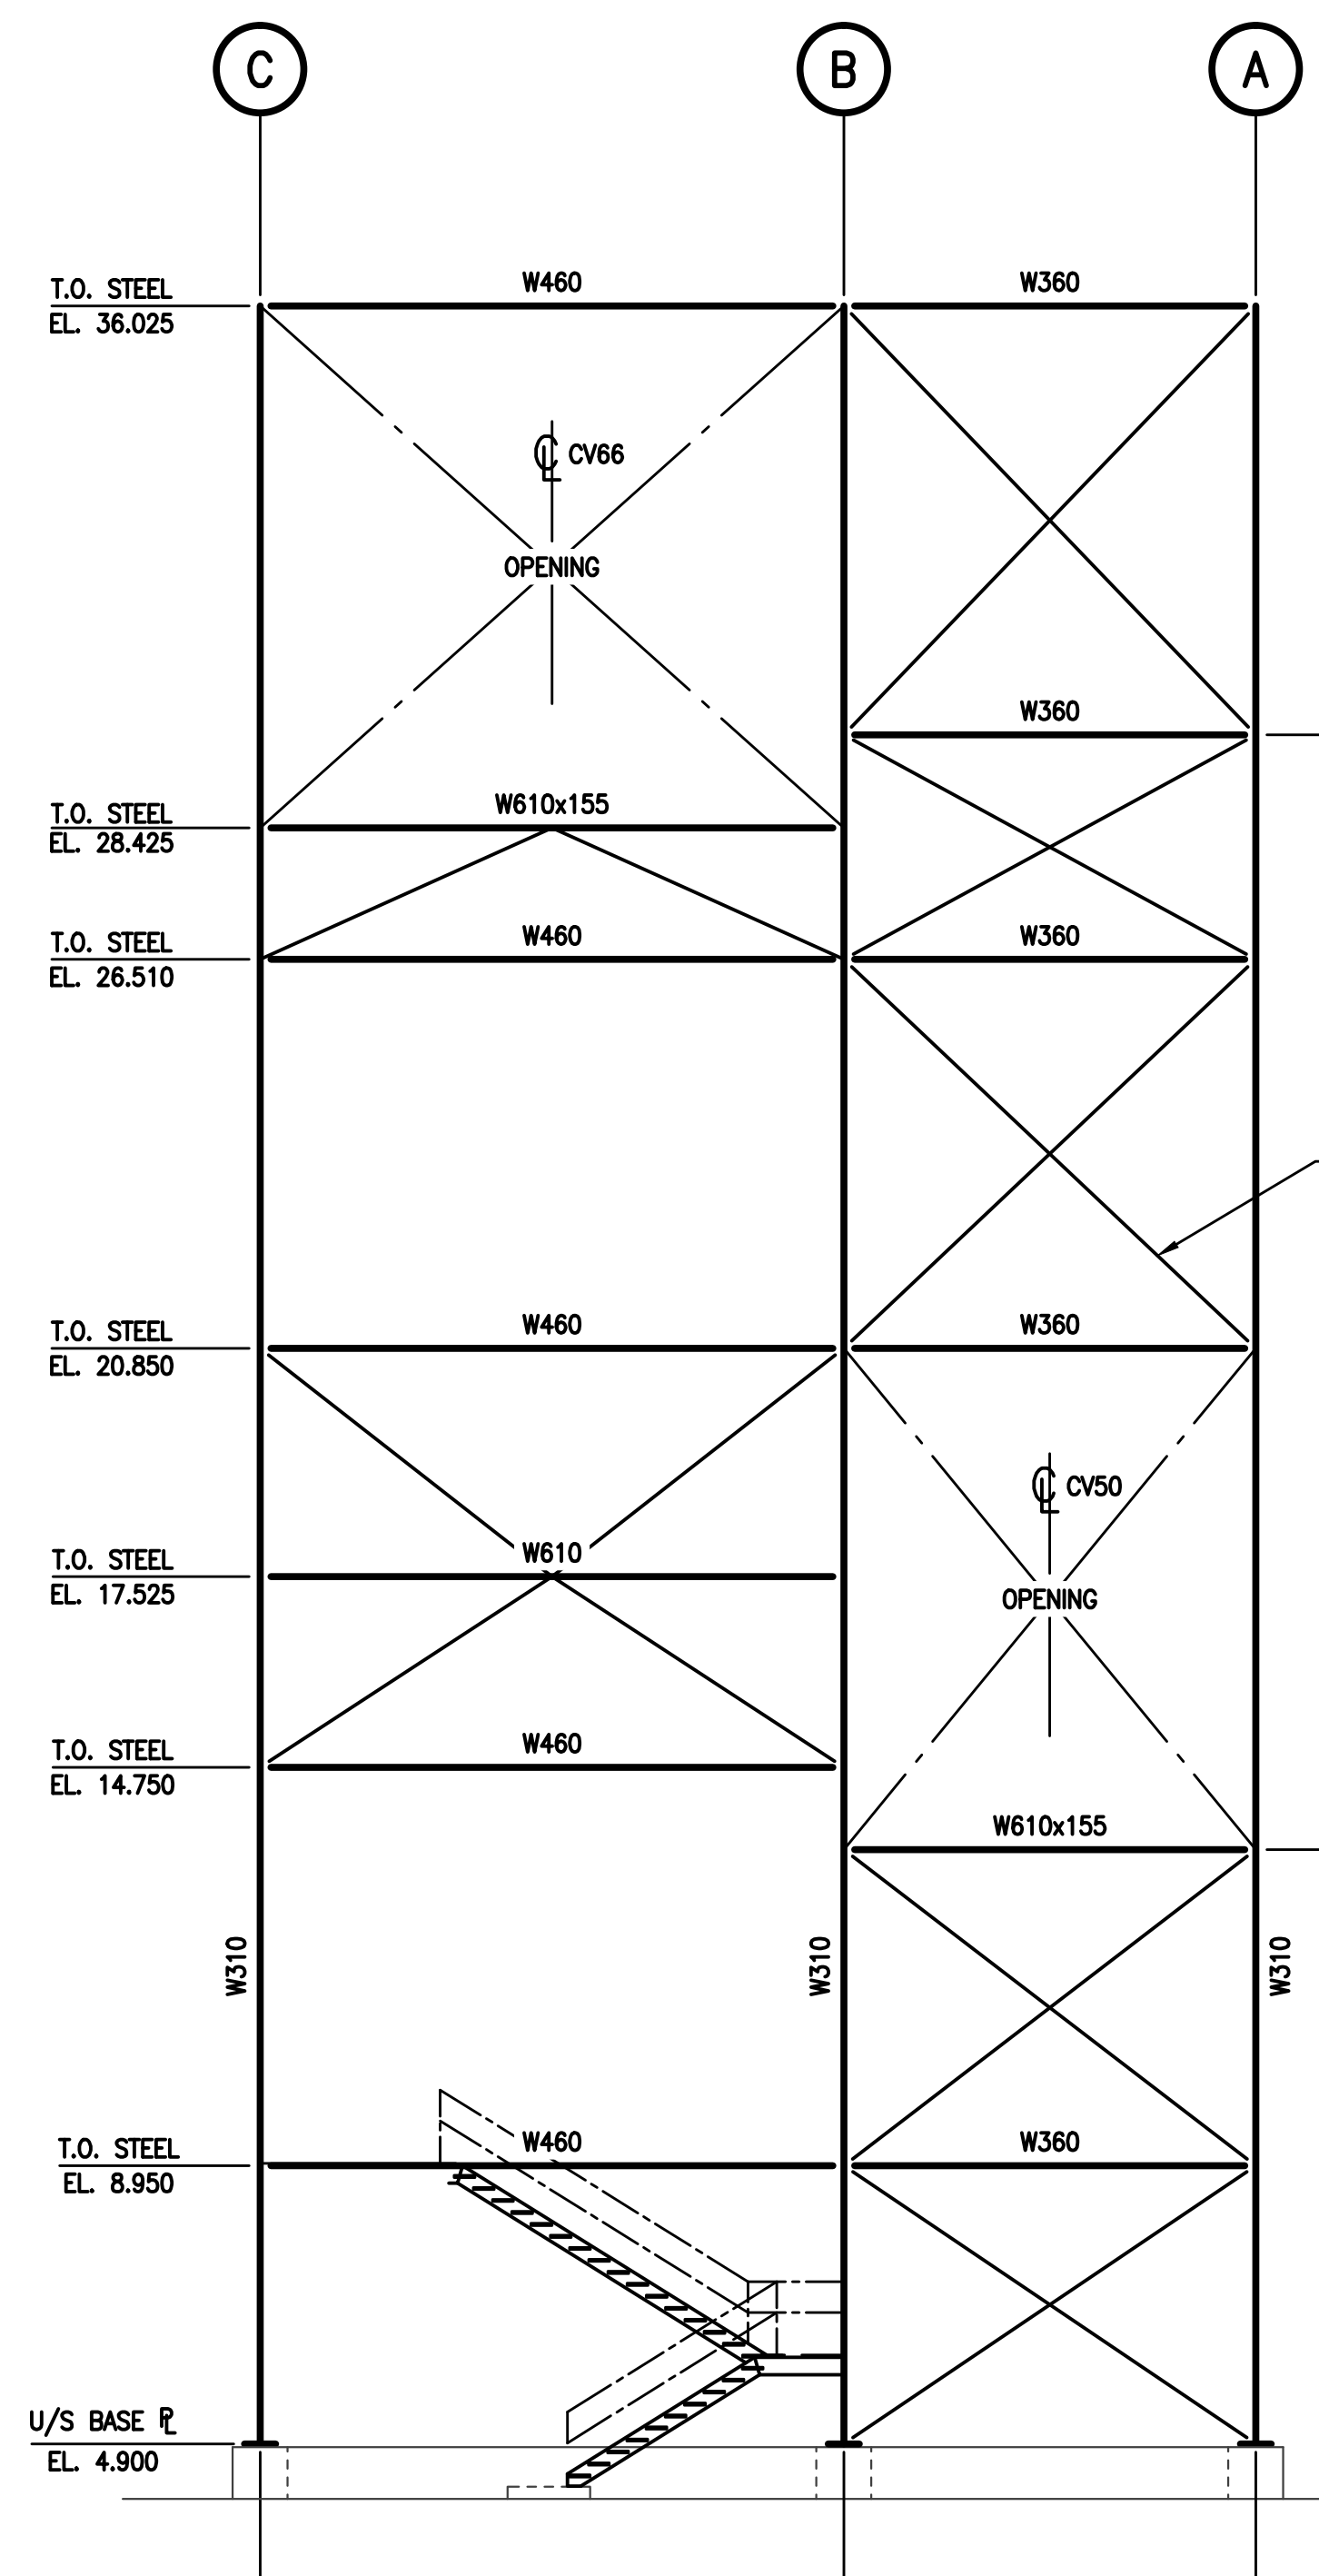 C B A
W460 W360
T.O. STEEL
EL. 36.025
CL CV66
OPENING
W360
W610x155
T.O. STEEL
EL. 28.425
W460 W360
T.O. STEEL
EL. 26.510
W460 W360
T.O. STEEL
EL. 20.850
CL CV50
W610
T.O. STEEL
EL. 17.525
OPENING
W460
T.O. STEEL
EL. 14.750
W610x155
W310 W310 W310
W460 W360
T.O. STEEL
EL. 8.950
U/S BASE PL
EL. 4.900